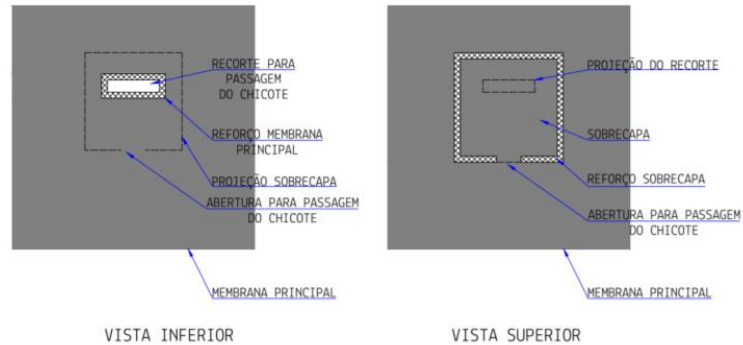 RECORTE PARA
PASSAGEM
DO CHICOTE
REFORÇO MEMBRANA
PRINCIPAL
PROJEÇÃO SOBRECAPA
ABERTURA PARA PASSAGEM
DO CHICOTE
MEMBRANA PRINCIPAL
VISTA INFERIOR
PROJEÇÃO DO RECORTE
SOBRECAPA
REFORÇO SOBRECAPA
ABERTURA PARA PASSAGEM
DO CHICOTE
MEMBRANA PRINCIPAL
VISTA SUPERIOR